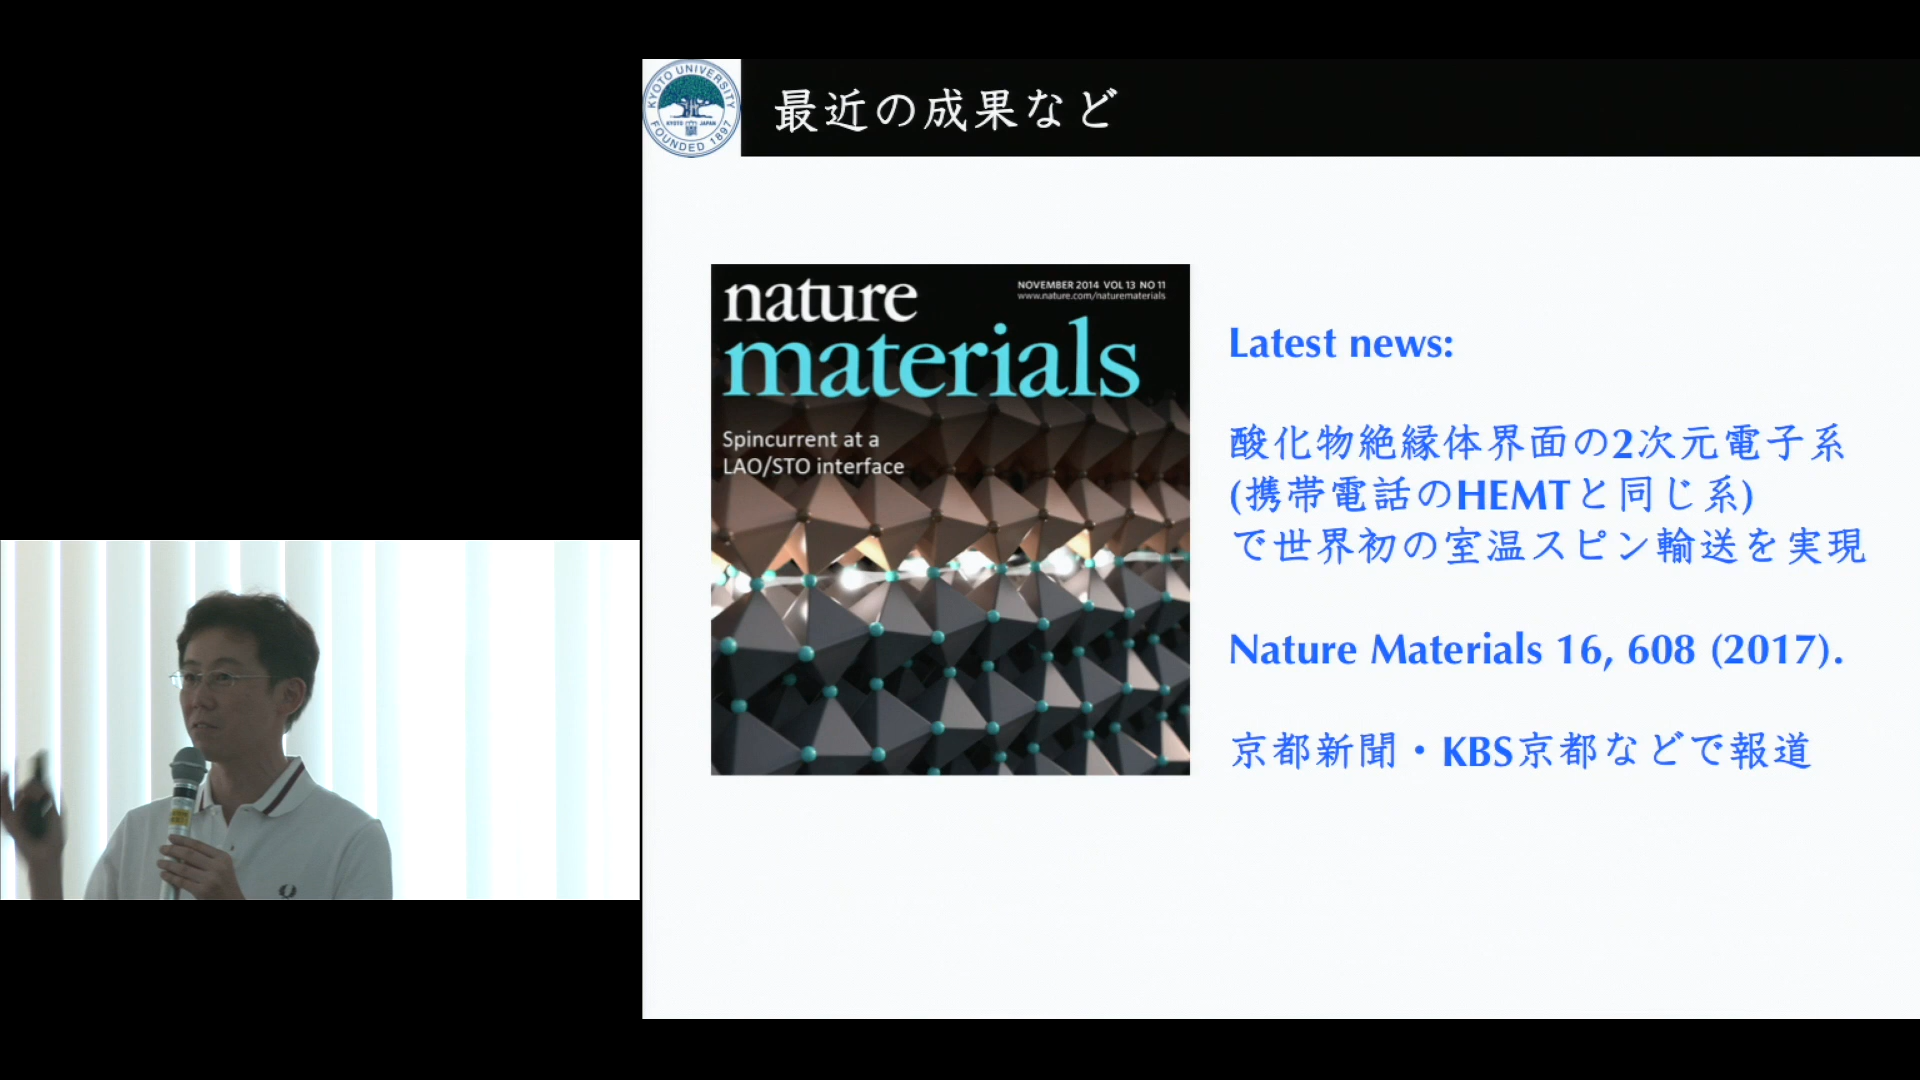 KYOTO UNIVERSITY
KYOTO JAPAN
FOUNDED 1897
最近の成果など
nature
NOVEMBER 2014 VOL 13 NO 11
www.nature.com/naturematerials
materials
Spincurrent at a
LAO/STO interface
Latest news:
酸化物絶縁体界面の2次元電子系
(携帯電話のHEMTと同じ系)
で世界初の室温スピン輸送を実現
Nature Materials 16, 608 (2017).
京都新聞・KBS京都などで報道